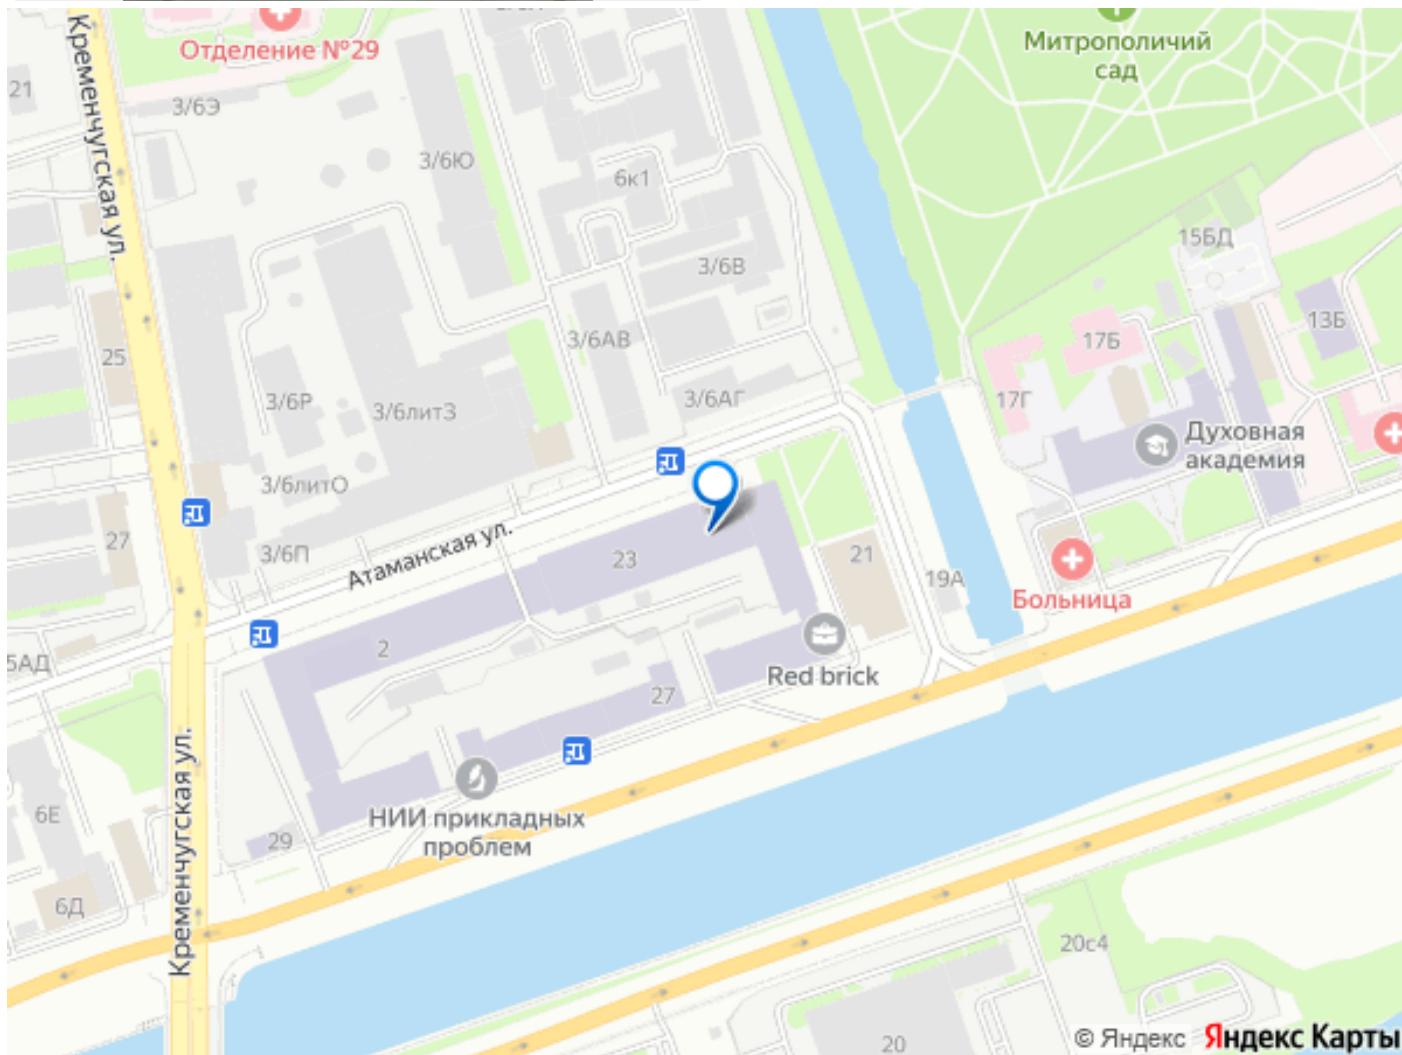 Отделение №29
Митрополичий
сад
Кременчугская ул.
21
3/6Э
3/6Ю
6к1
15БД
3/6В
13Б
17Б
3/6АВ
25
3/6Р
3/6литЗ
3/6АГ
17Г
Духовная
академия
3/6литО
27
3/6П
Атаманская ул.
23
21
19А
Больница
2
5АД
27
Red brick
Кременчугская ул.
НИИ прикладных
проблем
6Е
29
6Д
20с4
20
© Яндекс Яндекс Карты